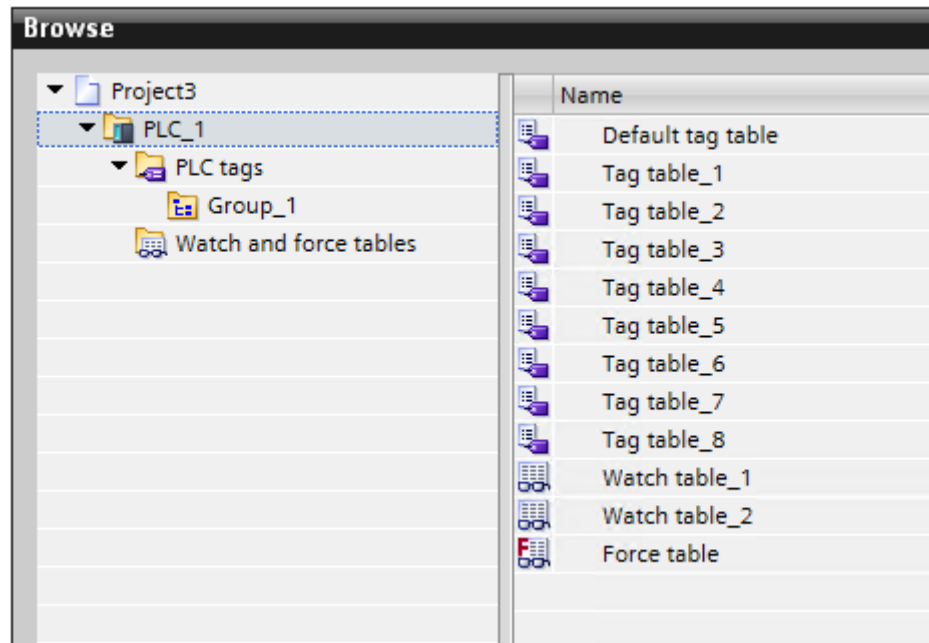 Browse
Project3
PLC_1
PLC tags
Group_1
Watch and force tables
Name
Default tag table
Tag table_1
Tag table_2
Tag table_3
Tag table_4
Tag table_5
Tag table_6
Tag table_7
Tag table_8
Watch table_1
Watch table_2
F
Force table